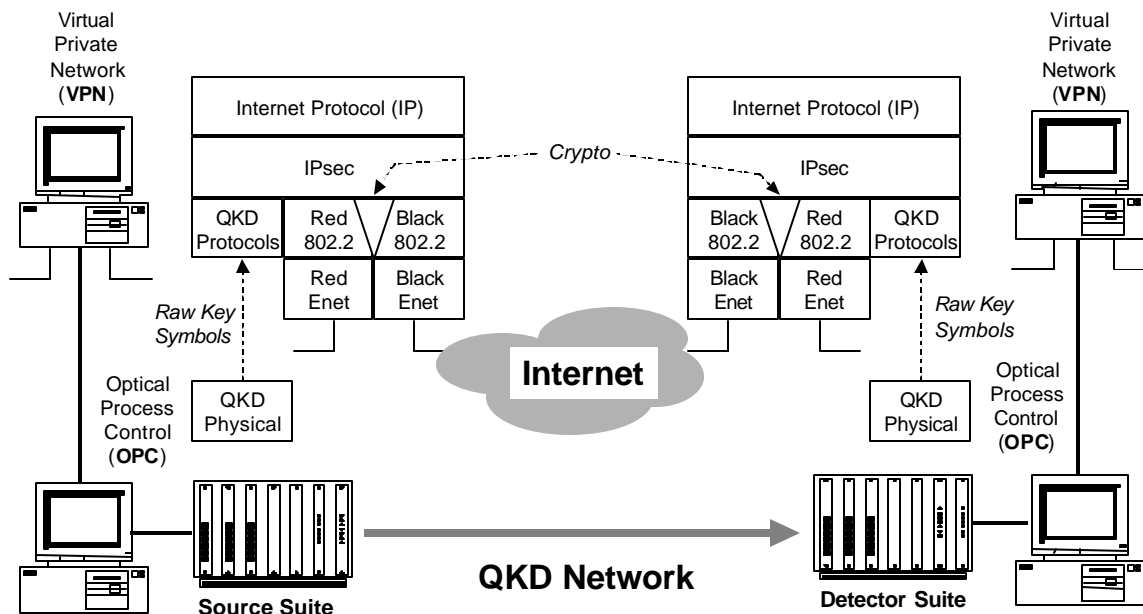 Virtual
Private
Network
(VPN)
Internet Protocol (IP)
IPsec
QKD
Protocols
Red
802.2
Black
802.2
Red
Enet
Black
Enet
Raw Key
Symbols
QKD
Physical
Optical
Process
Control
(OPC)
Crypto
Internet
Virtual
Private
Network
(VPN)
Internet Protocol (IP)
IPsec
Black
802.2
Red
802.2
QKD
Protocols
Black
Enet
Red
Enet
Raw Key
Symbols
QKD
Physical
Optical
Process
Control
(OPC)
Source Suite
QKD Network
Detector Suite